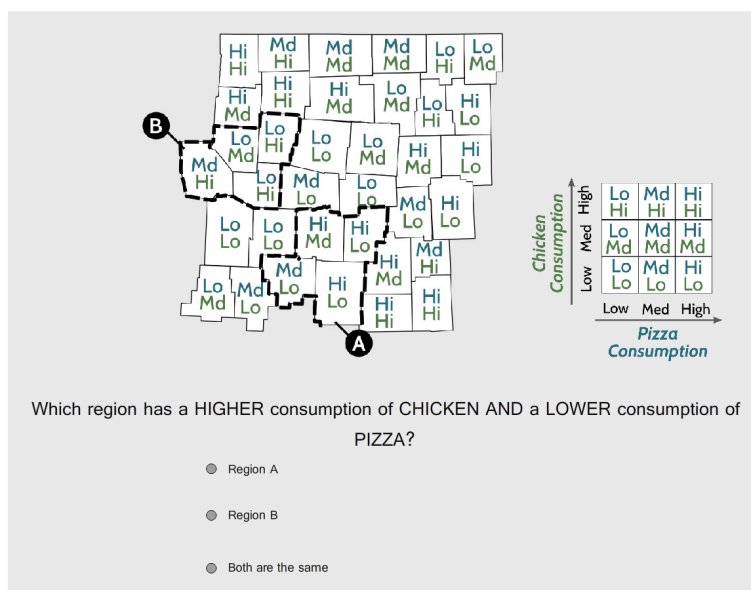 Hi Md Md Md Lo Lo
Hi Hi Md Md Hi Md
Hi Hi Hi Lo Lo Hi
Md Hi Md Md Hi Lo
B
Lo Lo Lo Lo Hi Hi
Md Hi Lo Lo Md Lo
Md Lo Md Lo Md Hi
Hi Hi Lo Lo Lo Lo
Lo Lo Hi Hi Hi Md
Lo Lo Md Lo Md Hi
Lo Md Md Hi Hi Hi
Md Lo Lo Lo Hi Hi
A
Chicken
Consumption
High
Med
Low
Lo Md Hi
Hi Hi Hi
Lo Md Hi
Md Md Md
Lo Md Hi
Lo Lo Lo
Low Med High
Pizza
Consumption
Which region has a HIGHER consumption of CHICKEN AND a LOWER consumption of
PIZZA?
Region A
Region B
Both are the same